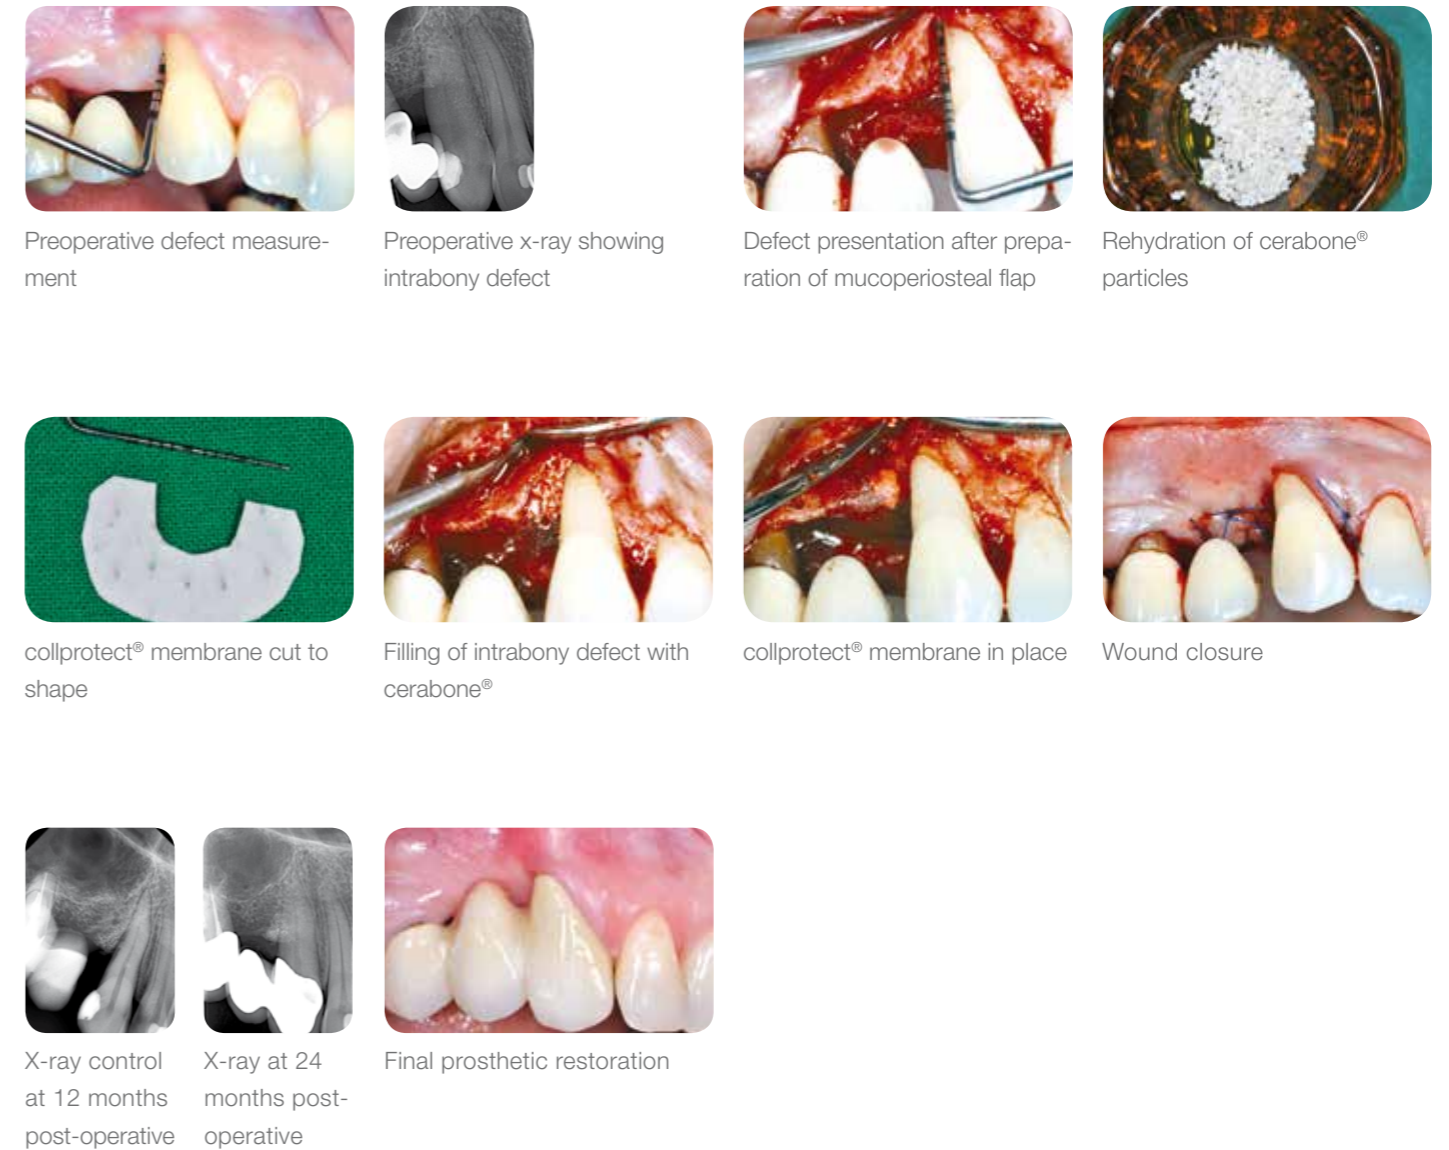 Preoperative defect measure-
ment
Preoperative x-ray showing
intrabony defect
Defect presentation after prepa-
ration of mucoperiosteal flap
Rehydration of cerabone®
particles
collprotect® membrane cut to
shape
Filling of intrabony defect with
cerabone®
collprotect® membrane in place
Wound closure
X-ray control
at 12 months
post-operative
X-ray at 24
months post-
operative
Final prosthetic restoration